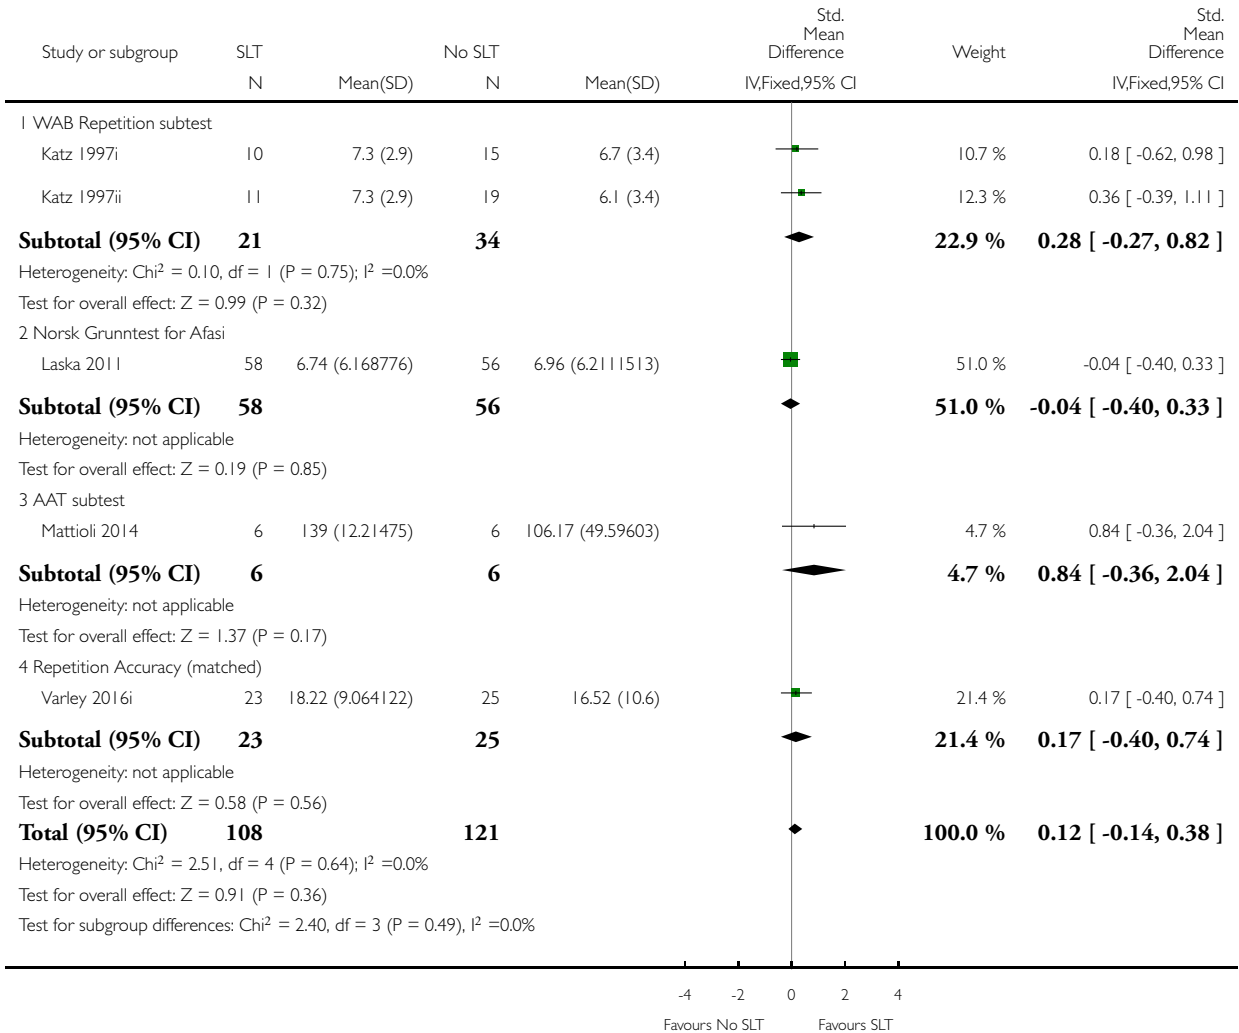 Std.
Mean
Difference
Std.
Mean
Difference
Study or subgroup SLT No SLT Weight
N Mean(SD) N Mean(SD) IV,Fixed,95% CI IV,Fixed,95% CI
1 WAB Repetition subtest
Katz 1997i 10 7.3 (2.9) 15 6.7 (3.4) 10.7 % 0.18 [ -0.62, 0.98 ]
Katz 1997ii 11 7.3 (2.9) 19 6.1 (3.4) 12.3 % 0.36 [ -0.39, 1.11 ]
Subtotal (95% CI) 21 34 22.9 % 0.28 [ -0.27, 0.82 ]
Heterogeneity: Chi² = 0.10, df = 1 (P = 0.75); I² =0.0%
Test for overall effect: Z = 0.99 (P = 0.32)
2 Norsk Grunntest for Afasi
Laska 2011 58 6.74 (6.168776) 56 6.96 (6.2111513) 51.0 % -0.04 [ -0.40, 0.33 ]
Subtotal (95% CI) 58 56 51.0 % -0.04 [ -0.40, 0.33 ]
Heterogeneity: not applicable
Test for overall effect: Z = 0.19 (P = 0.85)
3 AAT subtest
Mattioli 2014 6 139 (12.21475) 6 106.17 (49.59603) 4.7 % 0.84 [ -0.36, 2.04 ]
Subtotal (95% CI) 6 6 4.7 % 0.84 [ -0.36, 2.04 ]
Heterogeneity: not applicable
Test for overall effect: Z = 1.37 (P = 0.17)
4 Repetition Accuracy (matched)
Varley 2016i 23 18.22 (9.064122) 25 16.52 (10.6) 21.4 % 0.17 [ -0.40, 0.74 ]
Subtotal (95% CI) 23 25 21.4 % 0.17 [ -0.40, 0.74 ]
Heterogeneity: not applicable
Test for overall effect: Z = 0.58 (P = 0.56)
Total (95% CI) 108 121 100.0 % 0.12 [ -0.14, 0.38 ]
Heterogeneity: Chi² = 2.51, df = 4 (P = 0.64); I² =0.0%
Test for overall effect: Z = 0.91 (P = 0.36)
Test for subgroup differences: Chi² = 2.40, df = 3 (P = 0.49), I² =0.0%
-4 -2 0 2 4
Favours No SLT Favours SLT